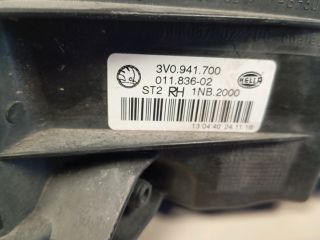 3V0.941.700
011.836-02
HELLA
ST2 RH 1NB.2000
13:04:40 24.11.16